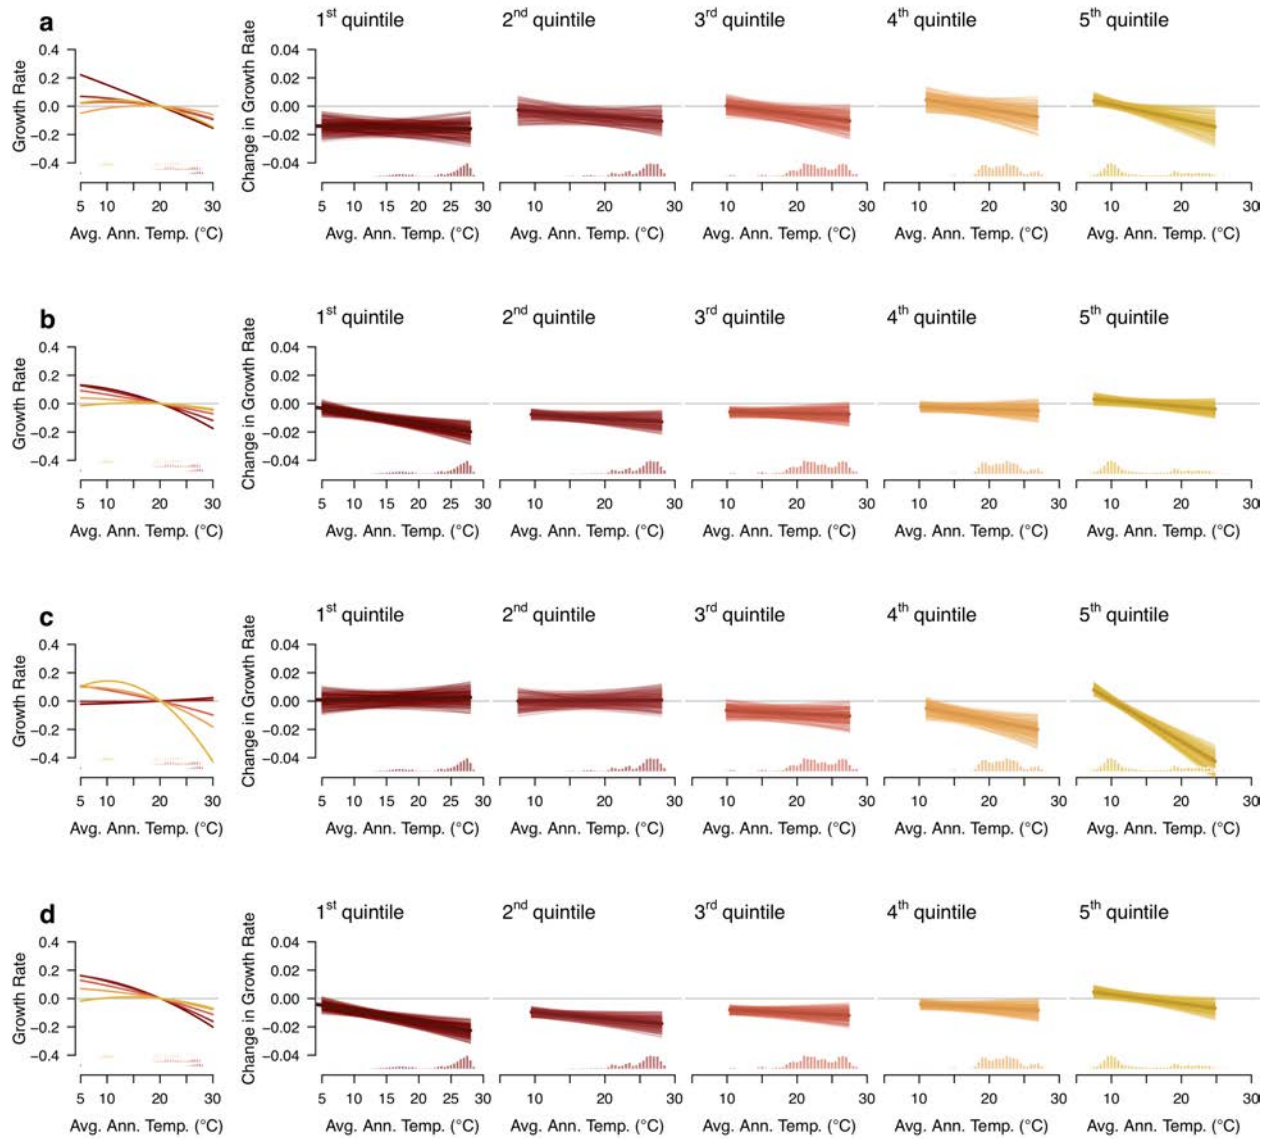 a
1st quintile 2nd quintile 3rd quintile 4th quintile 5th quintile
Growth Rate
0.4
0.2
0.0
−0.2
−0.4
Change in Growth Rate
0.04
0.02
0.00
−0.02
−0.04
5 10 20 30 5 10 15 20 25 30 10 20 30 10 20 30 10 20 30 10 20 30
Avg. Ann. Temp. (°C) Avg. Ann. Temp. (°C) Avg. Ann. Temp. (°C) Avg. Ann. Temp. (°C) Avg. Ann. Temp. (°C) Avg. Ann. Temp. (°C)
b
1st quintile 2nd quintile 3rd quintile 4th quintile 5th quintile
Growth Rate
0.4
0.2
0.0
−0.2
−0.4
Change in Growth Rate
0.04
0.02
0.00
−0.02
−0.04
5 10 20 30 5 10 15 20 25 30 10 20 30 10 20 30 10 20 30 10 20 30
Avg. Ann. Temp. (°C) Avg. Ann. Temp. (°C) Avg. Ann. Temp. (°C) Avg. Ann. Temp. (°C) Avg. Ann. Temp. (°C) Avg. Ann. Temp. (°C)
c
1st quintile 2nd quintile 3rd quintile 4th quintile 5th quintile
Growth Rate
0.4
0.2
0.0
−0.2
−0.4
Change in Growth Rate
0.04
0.02
0.00
−0.02
−0.04
5 10 20 30 5 10 15 20 25 30 10 20 30 10 20 30 10 20 30 10 20 30
Avg. Ann. Temp. (°C) Avg. Ann. Temp. (°C) Avg. Ann. Temp. (°C) Avg. Ann. Temp. (°C) Avg. Ann. Temp. (°C) Avg. Ann. Temp. (°C)
d
1st quintile 2nd quintile 3rd quintile 4th quintile 5th quintile
Growth Rate
0.4
0.2
0.0
−0.2
−0.4
Change in Growth Rate
0.04
0.02
0.00
−0.02
−0.04
5 10 20 30 5 10 15 20 25 30 10 20 30 10 20 30 10 20 30 10 20 30
Avg. Ann. Temp. (°C) Avg. Ann. Temp. (°C) Avg. Ann. Temp. (°C) Avg. Ann. Temp. (°C) Avg. Ann. Temp. (°C) Avg. Ann. Temp. (°C)